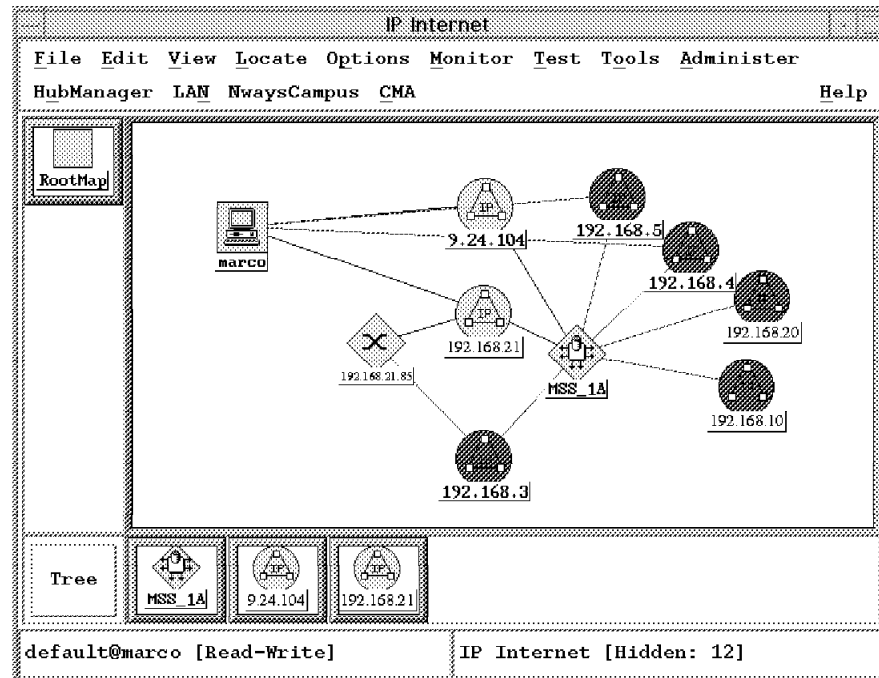 IP Internet
File Edit View Locate Options Monitor Test Tools Administer
HubManager LAN NwaysCampus CMA Help
RootMap
IP
9.24.104
192.168.5
marco
192.168.4
IP
192.168.21
192.168.20
192.168.21.85
MSS_1A
192.168.10
192.168.3
Tree
MSS_1A
IP
9.24.104
IP
192.168.21
default@marco [Read-Write]
IP Internet [Hidden: 12]